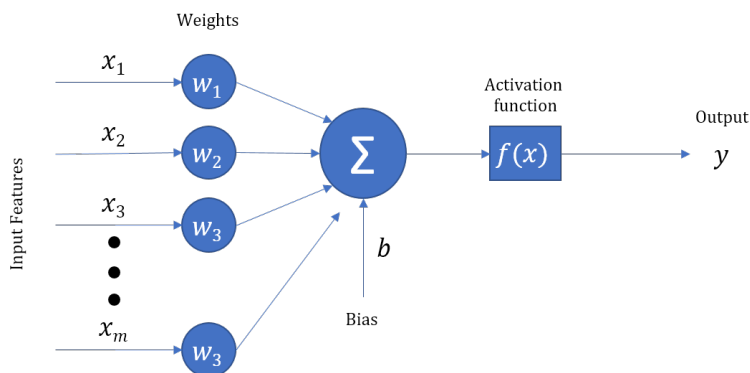 Weights
x₁
w₁
Activation
function
Output
x₂
w₂
Σ
f(x)
y
Input Features
x₃
w₃
b
Bias
xₘ
w₃